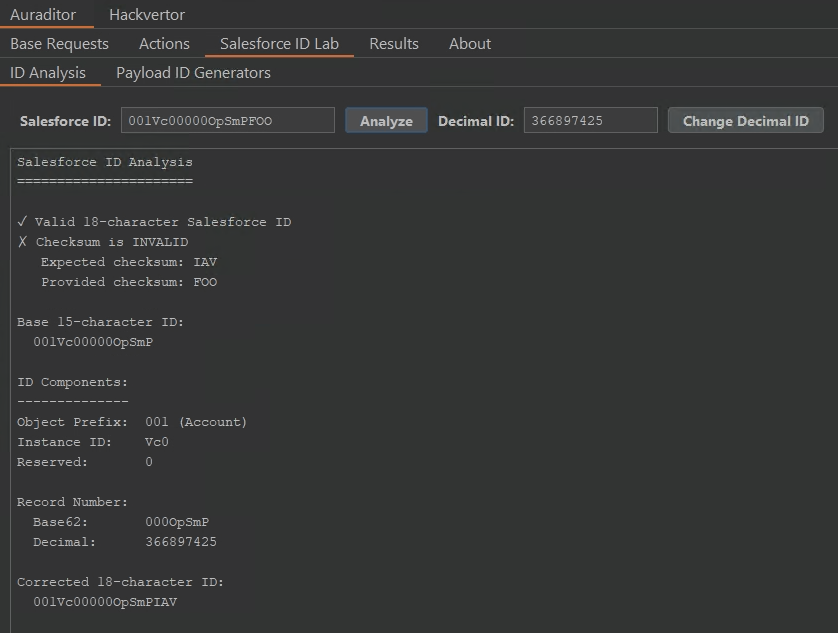 Auraditor Hackvertor
Base Requests Actions Salesforce ID Lab Results About
ID Analysis Payload ID Generators
Salesforce ID: 001Vc00000OpSmPFOO Analyze Decimal ID: 366897425 Change Decimal ID
Salesforce ID Analysis
======================
✓ Valid 18-character Salesforce ID
✗ Checksum is INVALID
Expected checksum: IAV
Provided checksum: FOO
Base 15-character ID:
001Vc00000OpSmP
ID Components:
--------------
Object Prefix: 001 (Account)
Instance ID: Vc0
Reserved: 0
Record Number:
Base62: 000OpSmP
Decimal: 366897425
Corrected 18-character ID:
001Vc00000OpSmPIAV